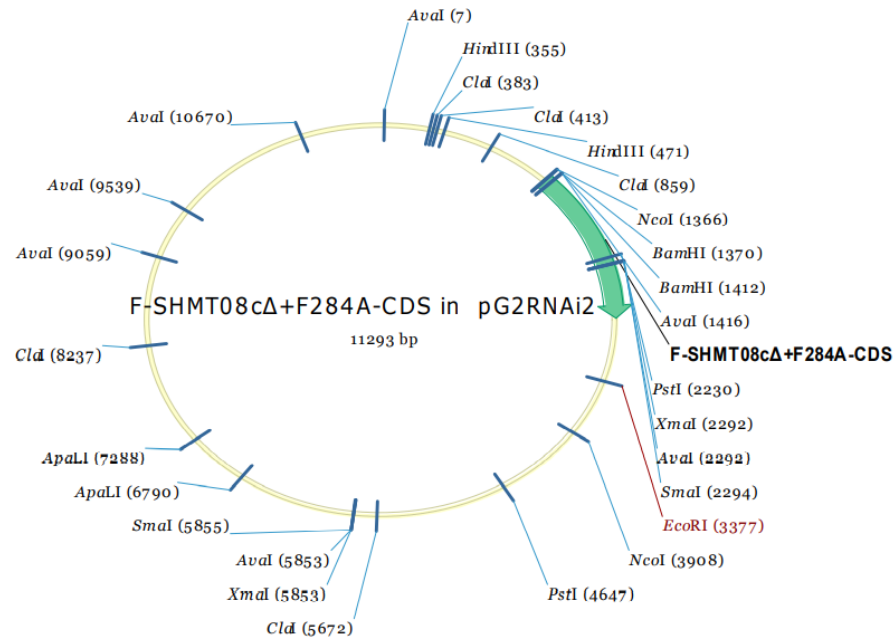 AvaI (7)
HindIII (355)
ClaI (383)
ClaI (413)
HindIII (471)
ClaI (859)
NcoI (1366)
BamHI (1370)
BamHI (1412)
AvaI (1416)
F-SHMT08cΔ+F284A-CDS
PstI (2230)
XmaI (2292)
AvaI (2292)
SmaI (2294)
EcoRI (3377)
NcoI (3908)
PstI (4647)
ClaI (5672)
XmaI (5853)
AvaI (5853)
SmaI (5855)
ApaLI (6790)
ApaLI (7288)
ClaI (8237)
AvaI (9059)
AvaI (9539)
AvaI (10670)
F-SHMT08cΔ+F284A-CDS in pG2RNAi2
11293 bp